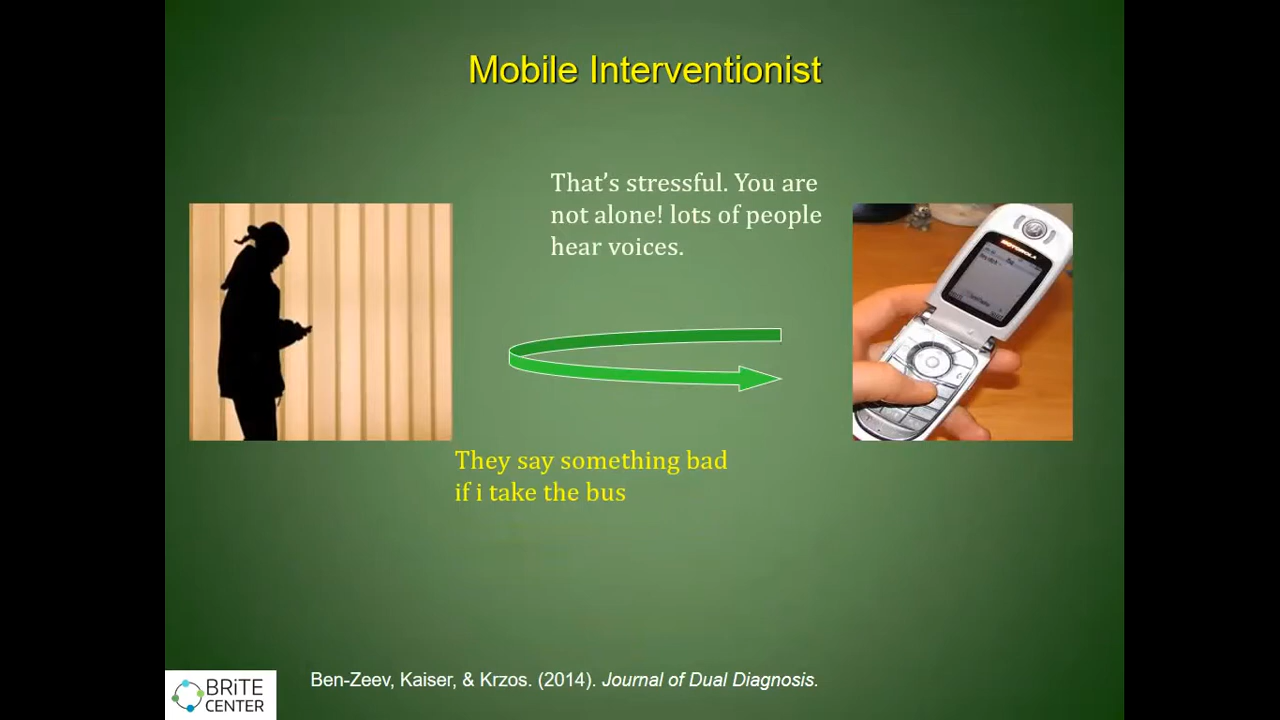 Mobile Interventionist
That’s stressful. You are
not alone! lots of people
hear voices.
MOTOROLA
They say something bad
if i take the bus
Ben-Zeev, Kaiser, & Krzos. (2014). Journal of Dual Diagnosis.
BRiTE
CENTER